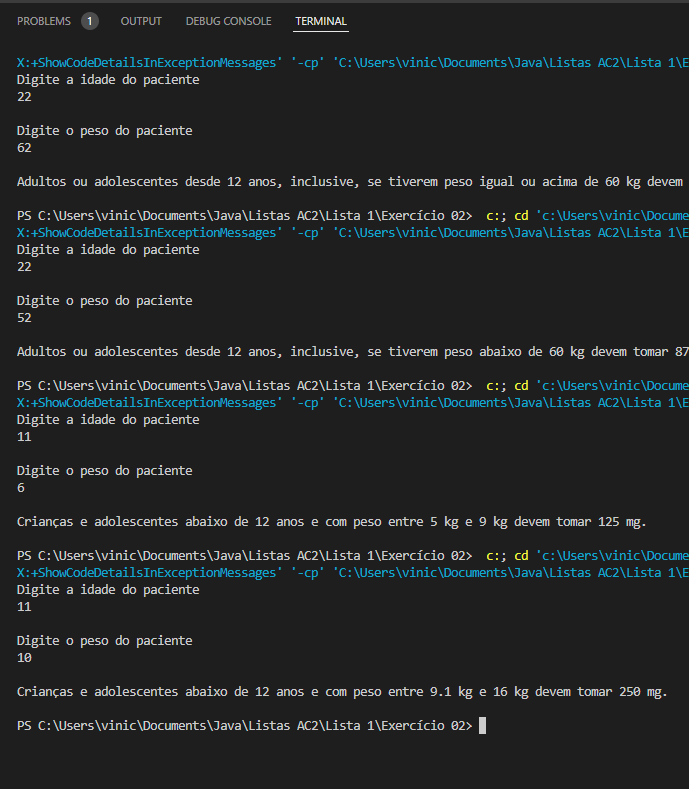 PROBLEMS 1 OUTPUT DEBUG CONSOLE TERMINAL
X:+ShowCodeDetailsInExceptionMessages' '-cp' 'C:\Users\vinic\Documents\Java\Listas AC2\Lista 1\E
Digite a idade do paciente
22
Digite o peso do paciente
62
Adultos ou adolescentes desde 12 anos, inclusive, se tiverem peso igual ou acima de 60 kg devem
PS C:\Users\vinic\Documents\Java\Listas AC2\Lista 1\Exercício 02>  c:; cd 'c:\Users\vinic\Docume
X:+ShowCodeDetailsInExceptionMessages' '-cp' 'C:\Users\vinic\Documents\Java\Listas AC2\Lista 1\E
Digite a idade do paciente
22
Digite o peso do paciente
52
Adultos ou adolescentes desde 12 anos, inclusive, se tiverem peso abaixo de 60 kg devem tomar 87
PS C:\Users\vinic\Documents\Java\Listas AC2\Lista 1\Exercício 02>  c:; cd 'c:\Users\vinic\Docume
X:+ShowCodeDetailsInExceptionMessages' '-cp' 'C:\Users\vinic\Documents\Java\Listas AC2\Lista 1\E
Digite a idade do paciente
11
Digite o peso do paciente
6
Crianças e adolescentes abaixo de 12 anos e com peso entre 5 kg e 9 kg devem tomar 125 mg.
PS C:\Users\vinic\Documents\Java\Listas AC2\Lista 1\Exercício 02>  c:; cd 'c:\Users\vinic\Docume
X:+ShowCodeDetailsInExceptionMessages' '-cp' 'C:\Users\vinic\Documents\Java\Listas AC2\Lista 1\E
Digite a idade do paciente
11
Digite o peso do paciente
10
Crianças e adolescentes abaixo de 12 anos e com peso entre 9.1 kg e 16 kg devem tomar 250 mg.
PS C:\Users\vinic\Documents\Java\Listas AC2\Lista 1\Exercício 02>